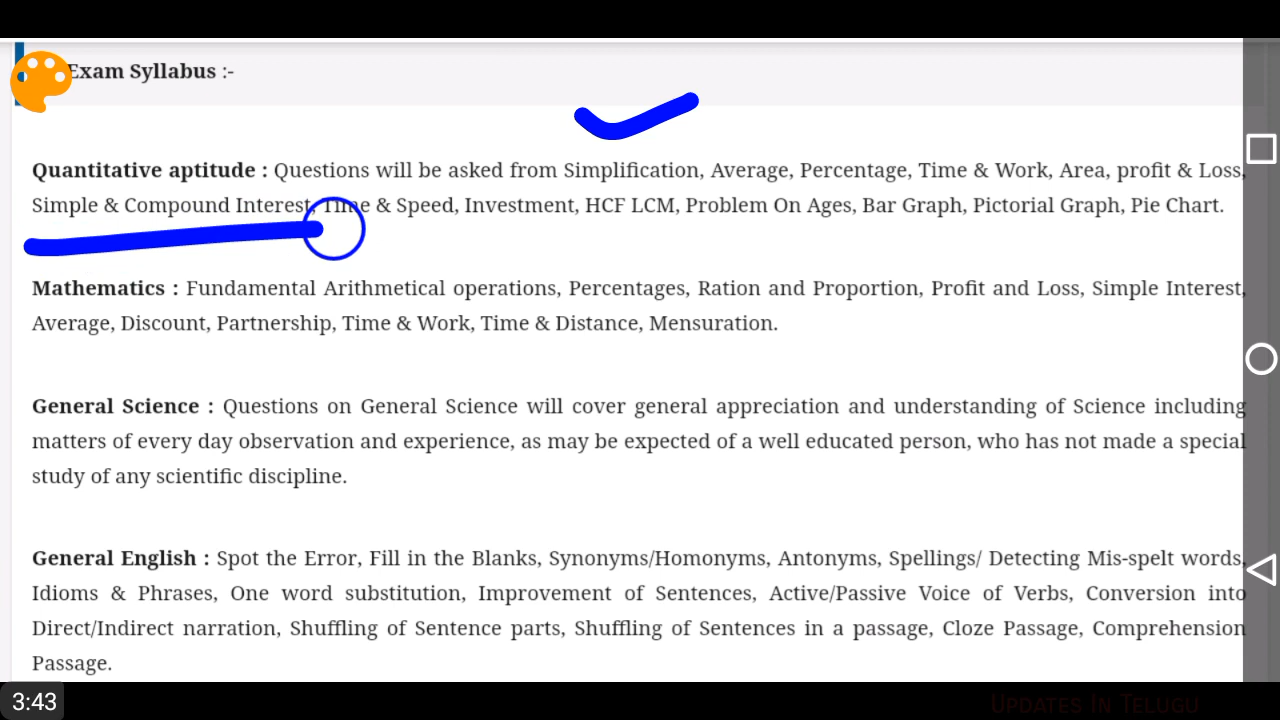 Exam Syllabus :-
Quantitative aptitude : Questions will be asked from Simplification, Average, Percentage, Time & Work, Area, profit & Loss,
Simple & Compound Interest, Time & Speed, Investment, HCF LCM, Problem On Ages, Bar Graph, Pictorial Graph, Pie Chart.
Mathematics : Fundamental Arithmetical operations, Percentages, Ration and Proportion, Profit and Loss, Simple Interest,
Average, Discount, Partnership, Time & Work, Time & Distance, Mensuration.
General Science : Questions on General Science will cover general appreciation and understanding of Science including
matters of every day observation and experience, as may be expected of a well educated person, who has not made a special
study of any scientific discipline.
General English : Spot the Error, Fill in the Blanks, Synonyms/Homonyms, Antonyms, Spellings/ Detecting Mis-spelt words,
Idioms & Phrases, One word substitution, Improvement of Sentences, Active/Passive Voice of Verbs, Conversion into
Direct/Indirect narration, Shuffling of Sentence parts, Shuffling of Sentences in a passage, Cloze Passage, Comprehension
Passage.
3:43
Updates In Telugu